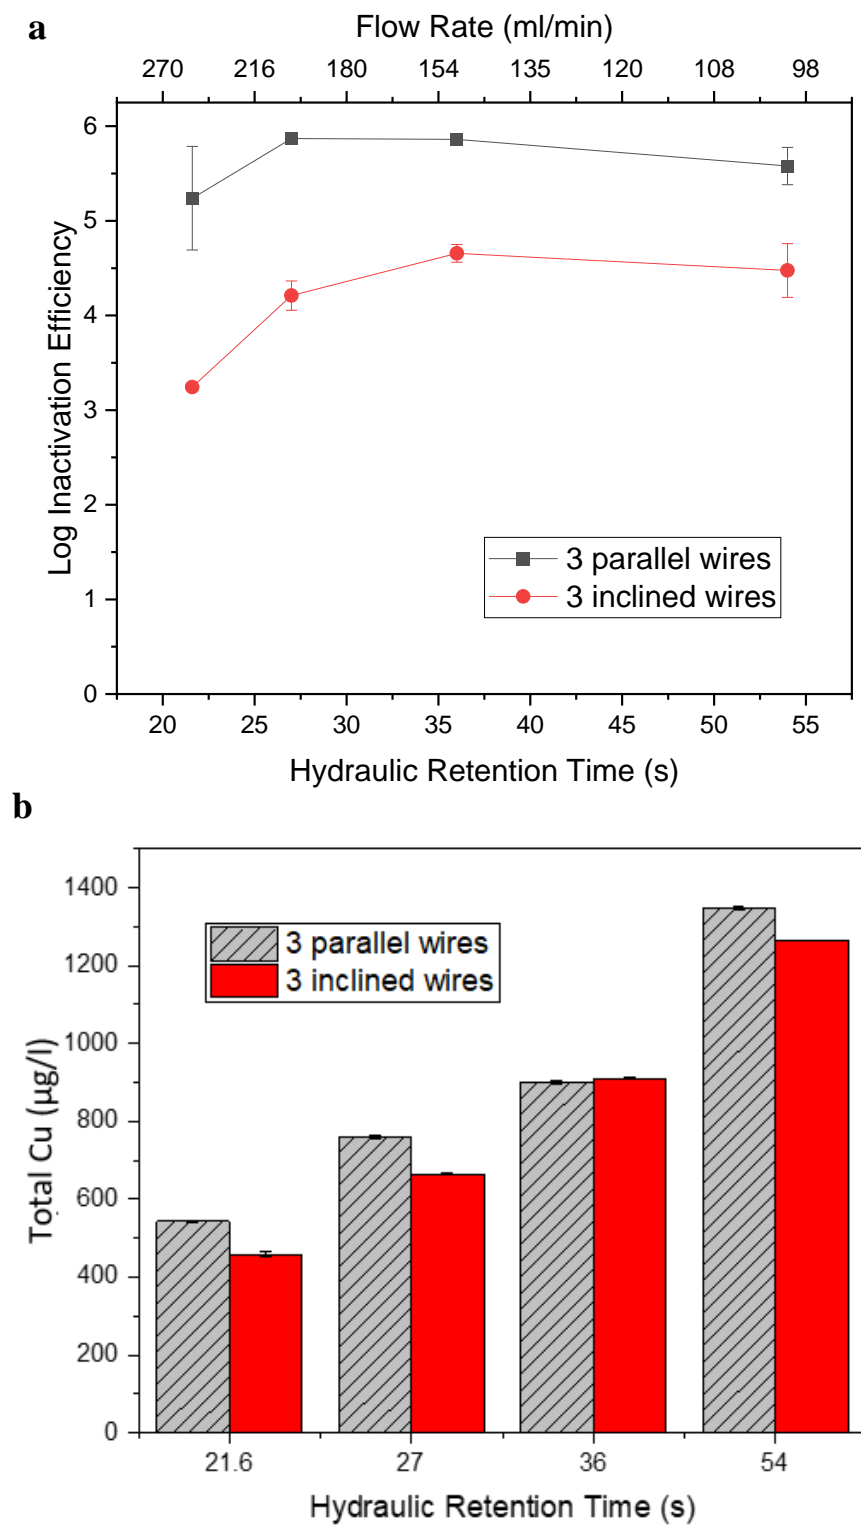 a
Flow Rate (ml/min)
270 216 180 154 135 120 108 98
6
5
4
3
2
1
0
Log Inactivation Efficiency
3 parallel wires
3 inclined wires
20 25 30 35 40 45 50 55
Hydraulic Retention Time (s)
b
1400
1200
1000
800
600
400
200
0
Total Cu (µg/l)
3 parallel wires
3 inclined wires
21.6 27 36 54
Hydraulic Retention Time (s)